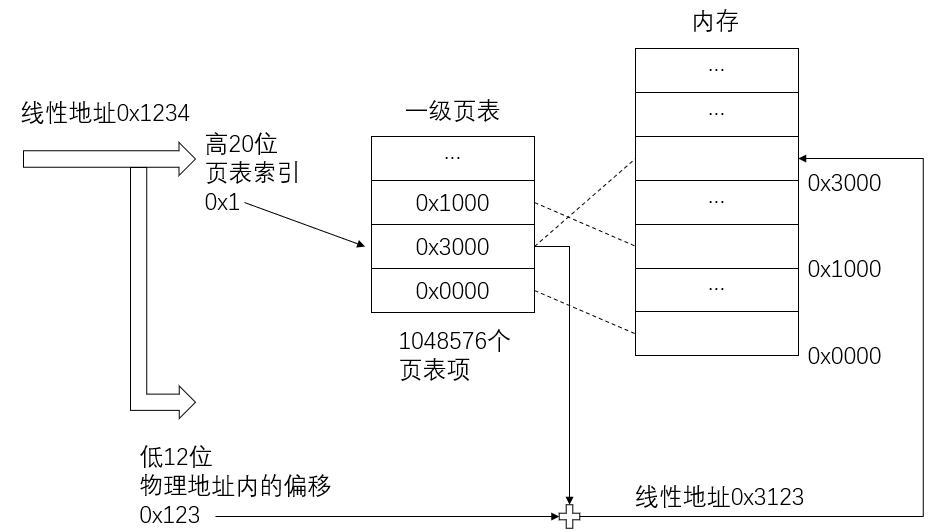 内存
...
...
线性地址0x1234
一级页表
高20位
页表索引
0x1
...
0x1000
0x3000
0x0000
0x3000
...
0x1000
...
0x0000
1048576个
页表项
低12位
物理地址内的偏移
0x123
线性地址0x3123